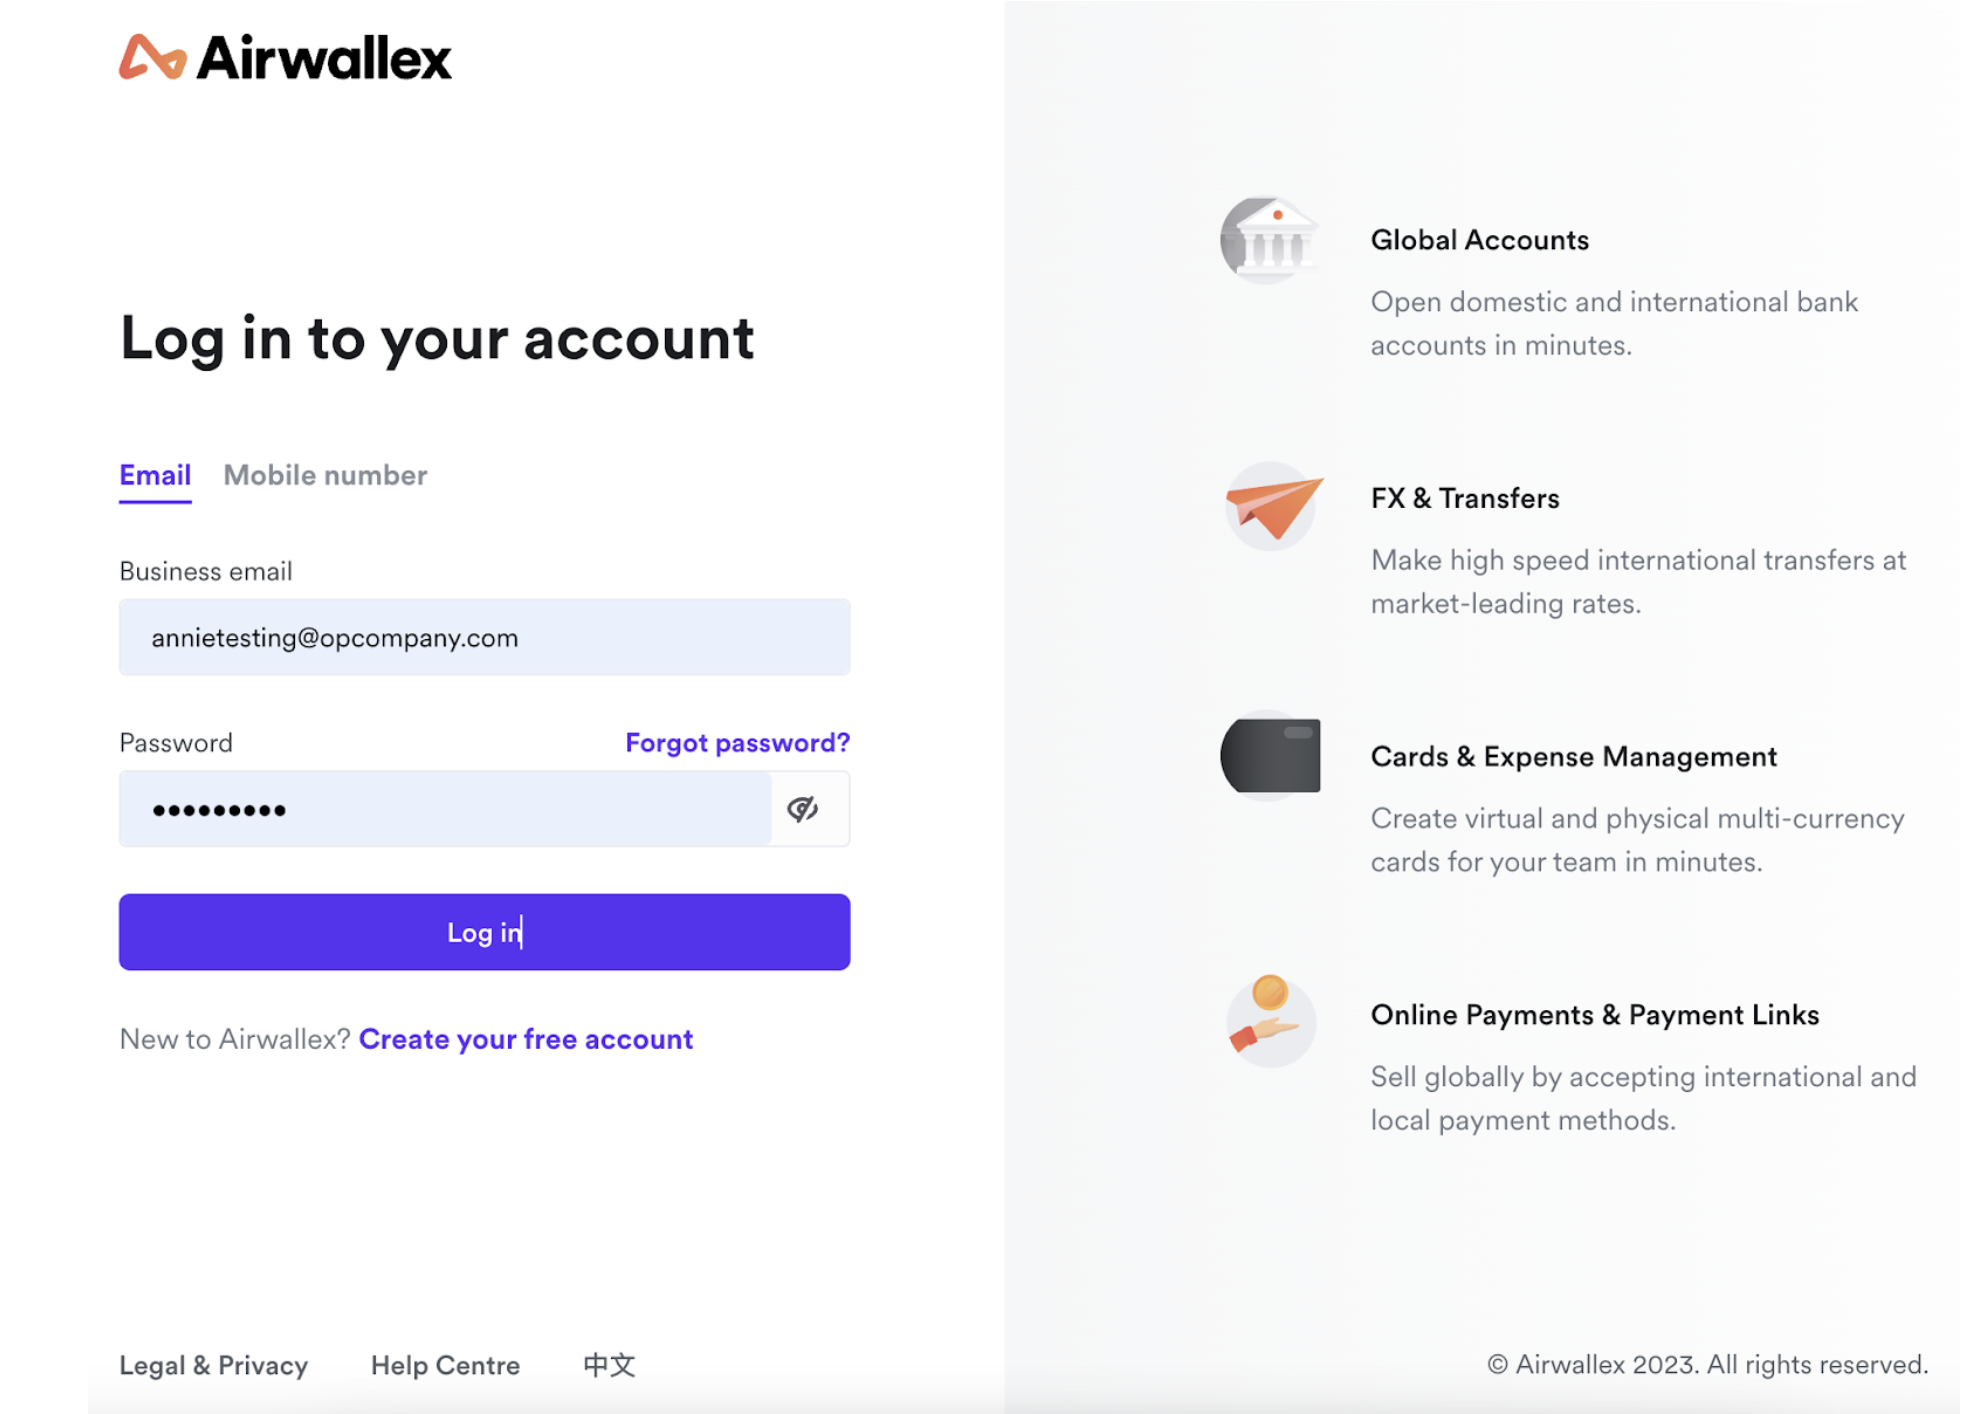 Airwallex
Log in to your account
Email Mobile number
Business email
annietesting@opcompany.com
Password Forgot password?
•••••••••
Log in
New to Airwallex? Create your free account
Legal & Privacy Help Centre 中文
Global Accounts
Open domestic and international bank
accounts in minutes.
FX & Transfers
Make high speed international transfers at
market-leading rates.
Cards & Expense Management
Create virtual and physical multi-currency
cards for your team in minutes.
Online Payments & Payment Links
Sell globally by accepting international and
local payment methods.
© Airwallex 2023. All rights reserved.